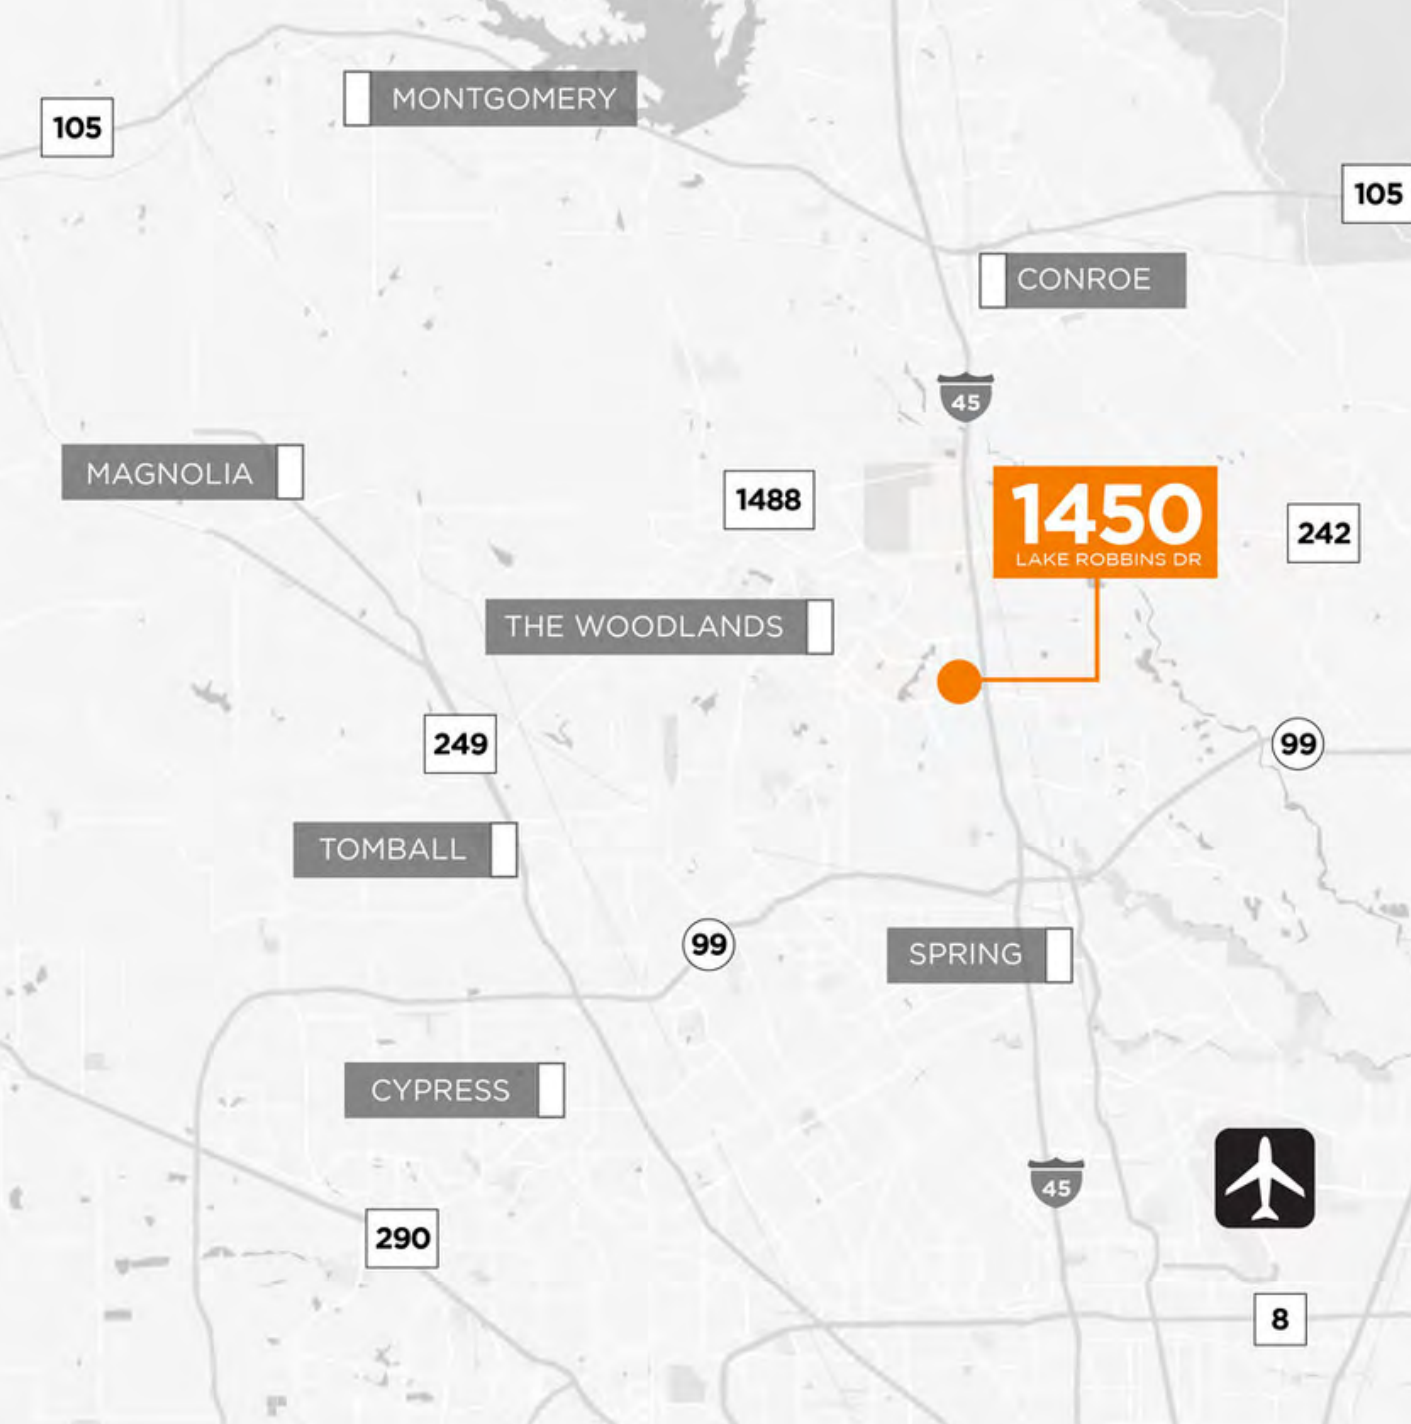 MONTGOMERY
105
105
CONROE
45
MAGNOLIA
1488
1450
LAKE ROBBINS DR
242
THE WOODLANDS
249
99
TOMBALL
99
SPRING
CYPRESS
45
290
8